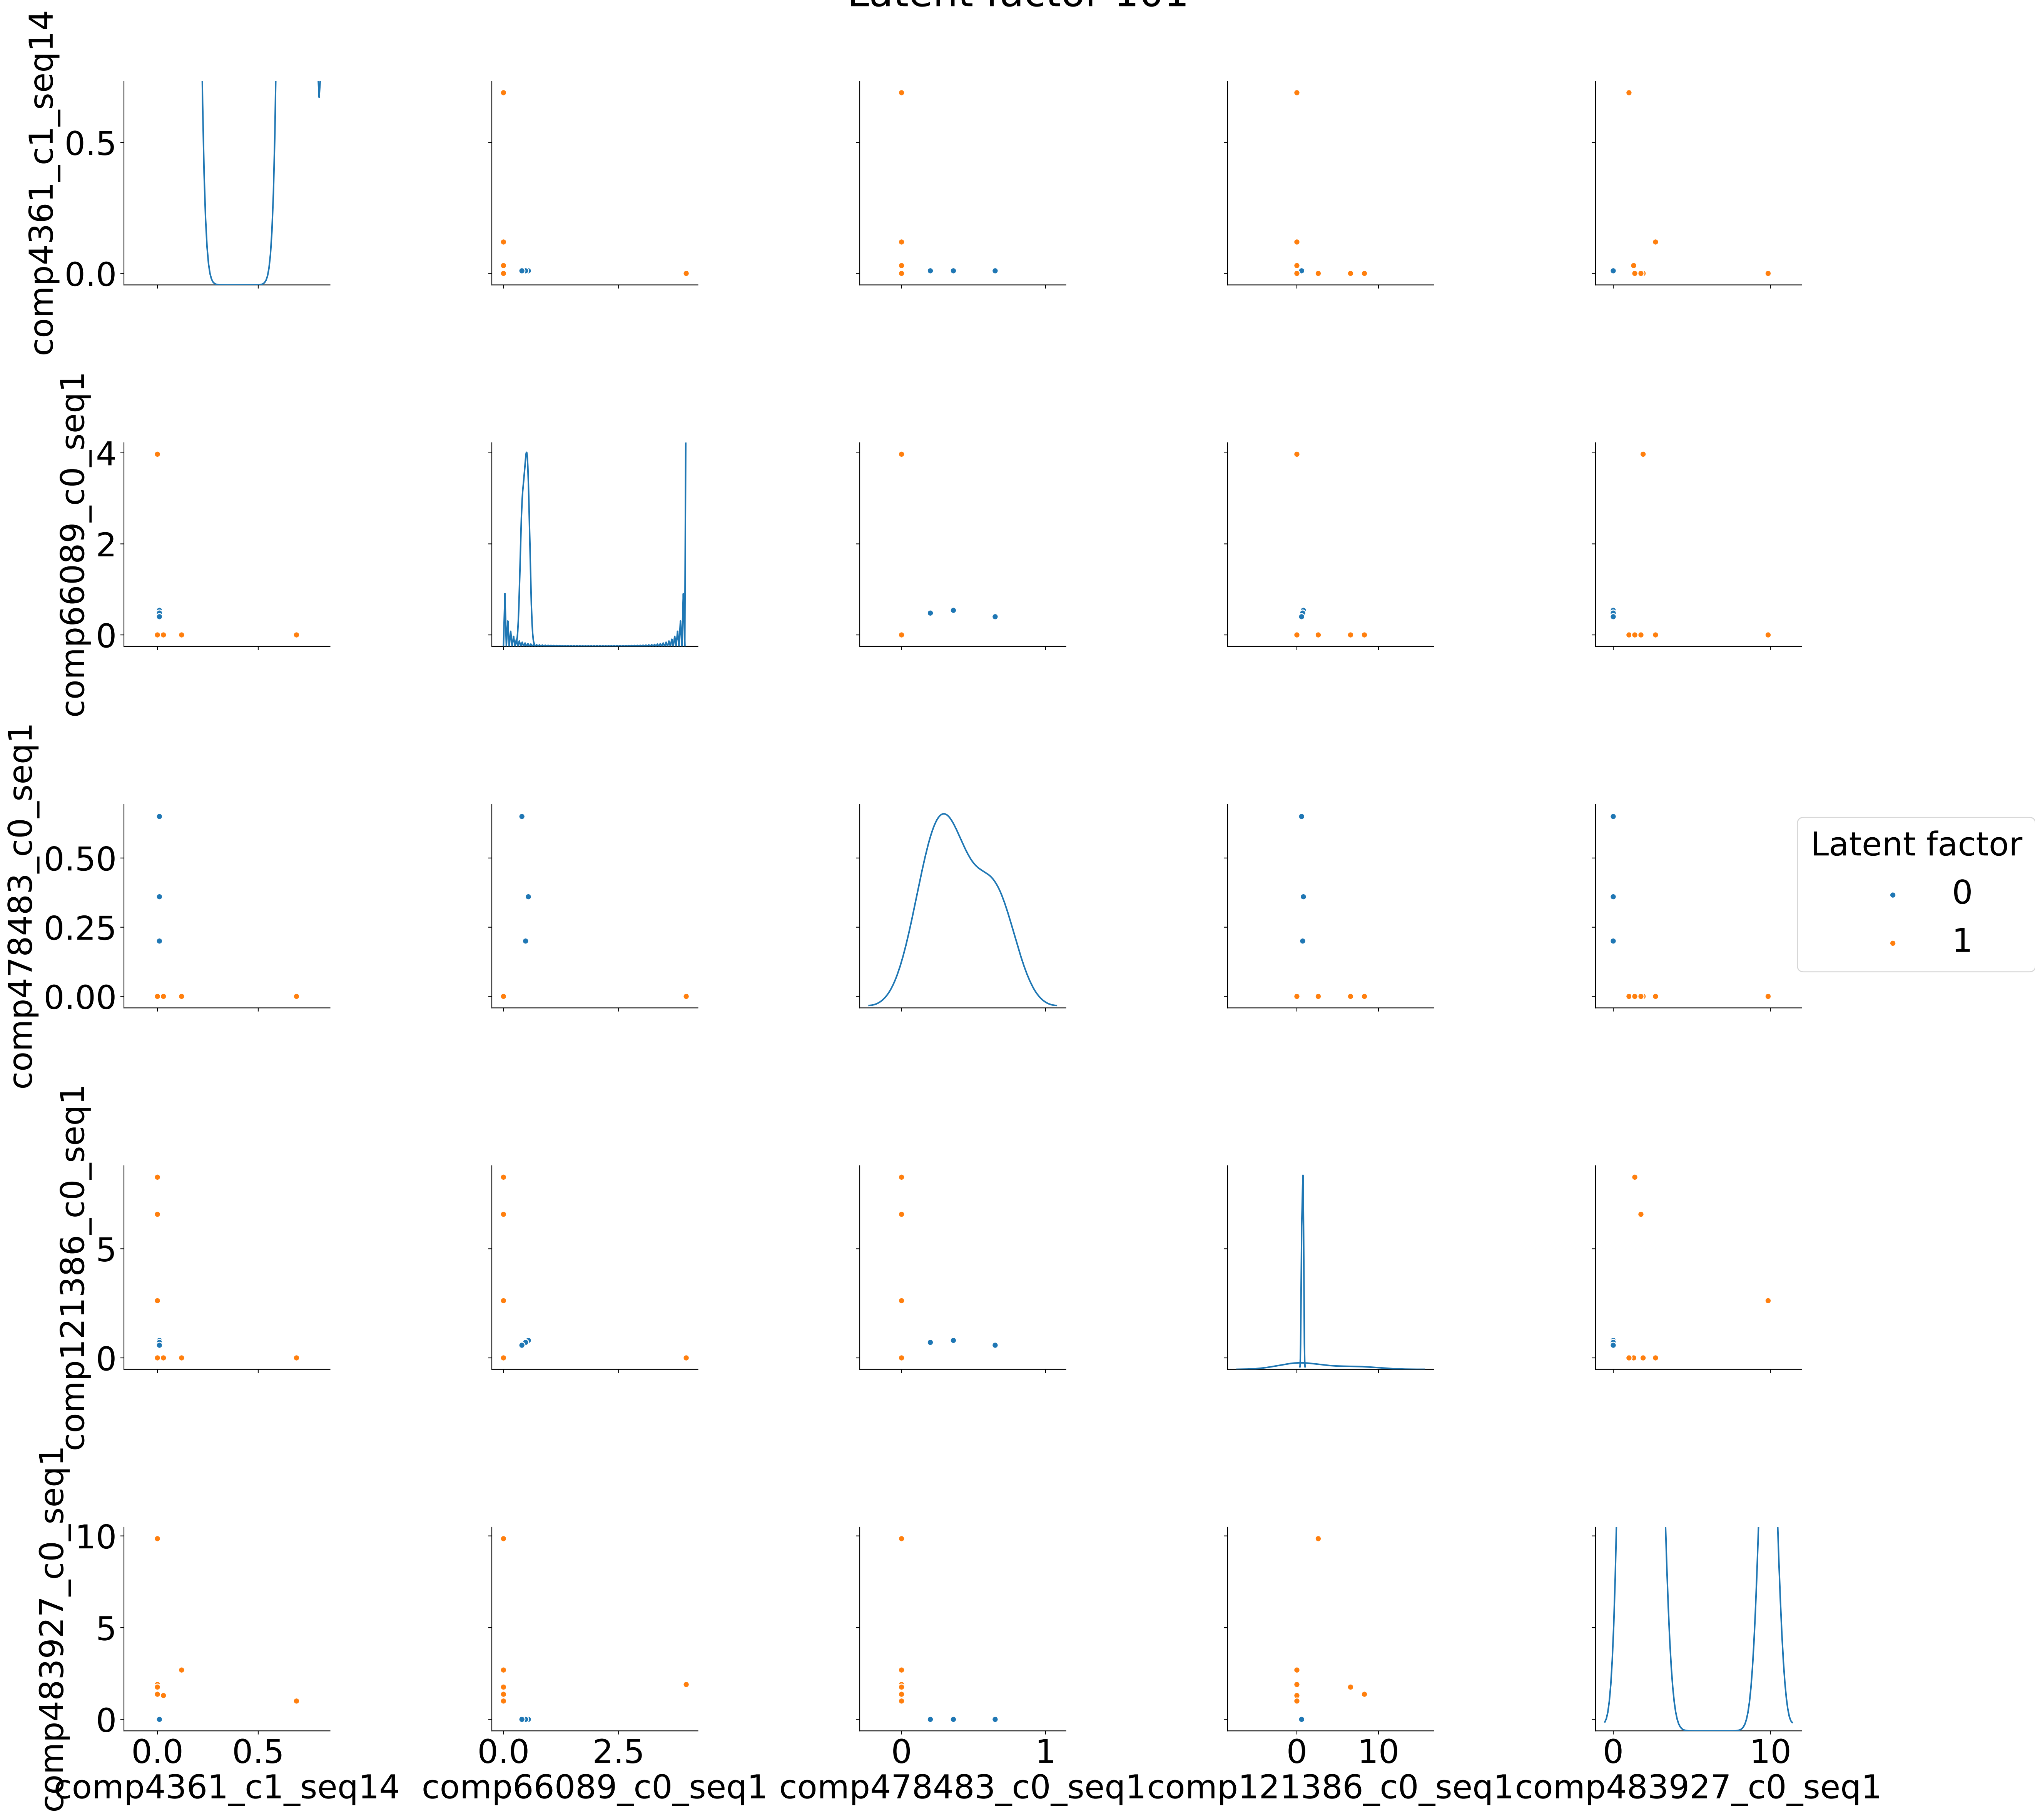 Latent factor 101
comp4361_c1_seq14
0.5
0.0
comp66089_c0_seq1
4
2
0
comp478483_c0_seq1
0.50
0.25
0.00
Latent factor
0
1
comp121386_c0_seq1
5
0
comp483927_c0_seq1
10
5
0
0.0 0.5 0.0 2.5 0 1 0 10 0 10
comp4361_c1_seq14 comp66089_c0_seq1 comp478483_c0_seq1 comp121386_c0_seq1 comp483927_c0_seq1